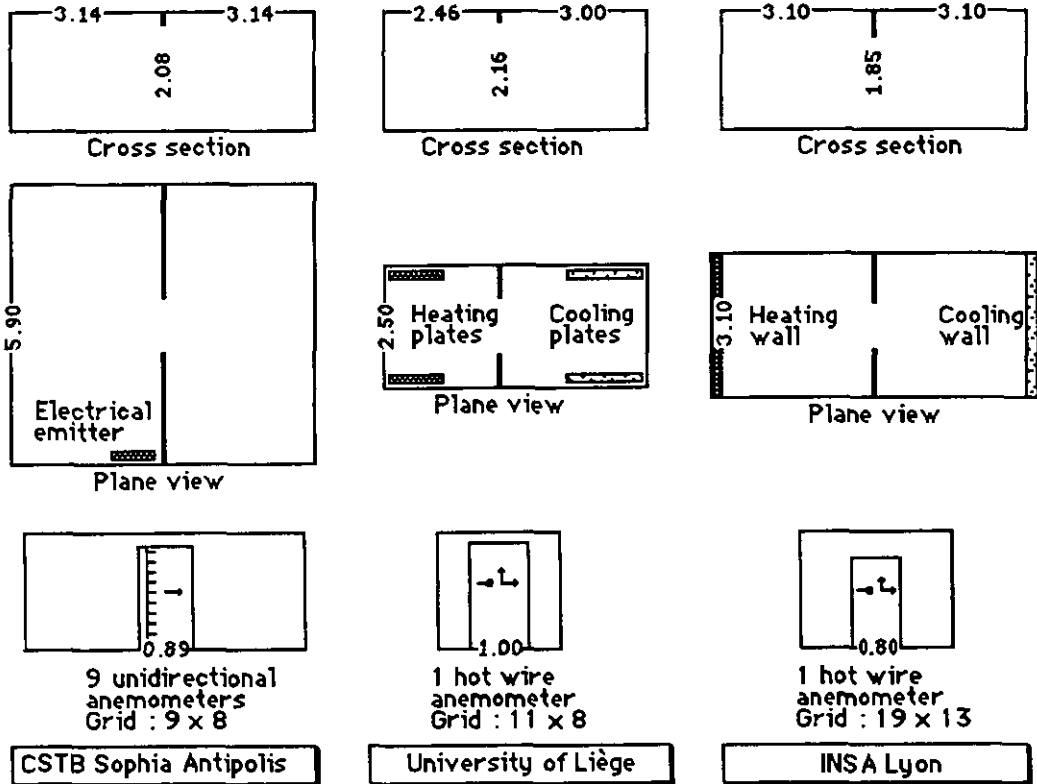 3.14 3.14
2.08
Cross section
2.46 3.00
2.16
Cross section
3.10 3.10
1.85
Cross section
5.90
Electrical
emitter
Plane view
2.50
Heating
plates
Cooling
plates
Plane view
3.10
Heating
wall
Cooling
wall
Plane view
0.89
9 unidirectional
anemometers
Grid : 9 x 8
1.00
1 hot wire
anemometer
Grid : 11 x 8
0.80
1 hot wire
anemometer
Grid : 19 x 13
CSTB Sophia Antipolis
University of Liège
INSA Lyon